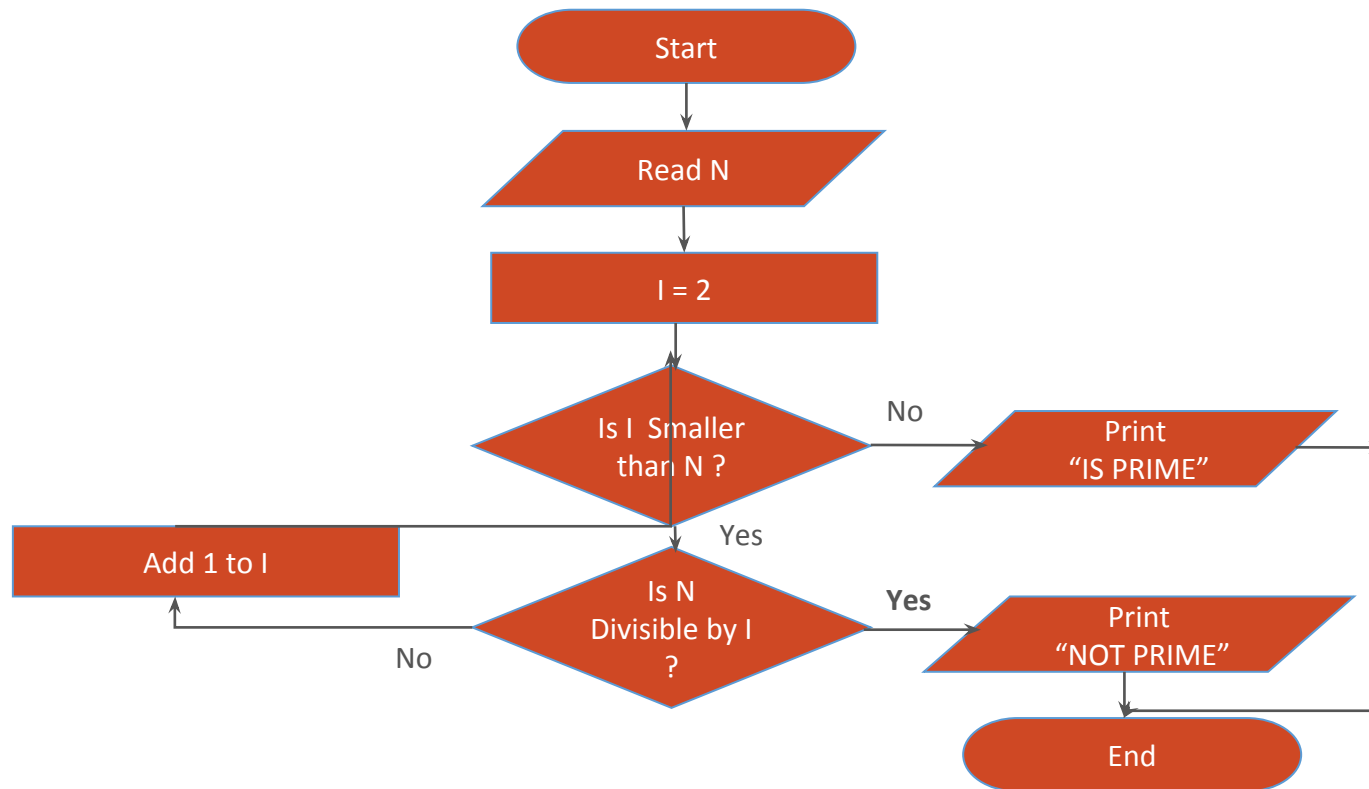 Start
Read N
I = 2
Is I  Smaller
than N ?
No
Print
“IS PRIME”
Yes
Add 1 to I
Is N
Divisible by I
?
Yes
Print
“NOT PRIME”
No
End